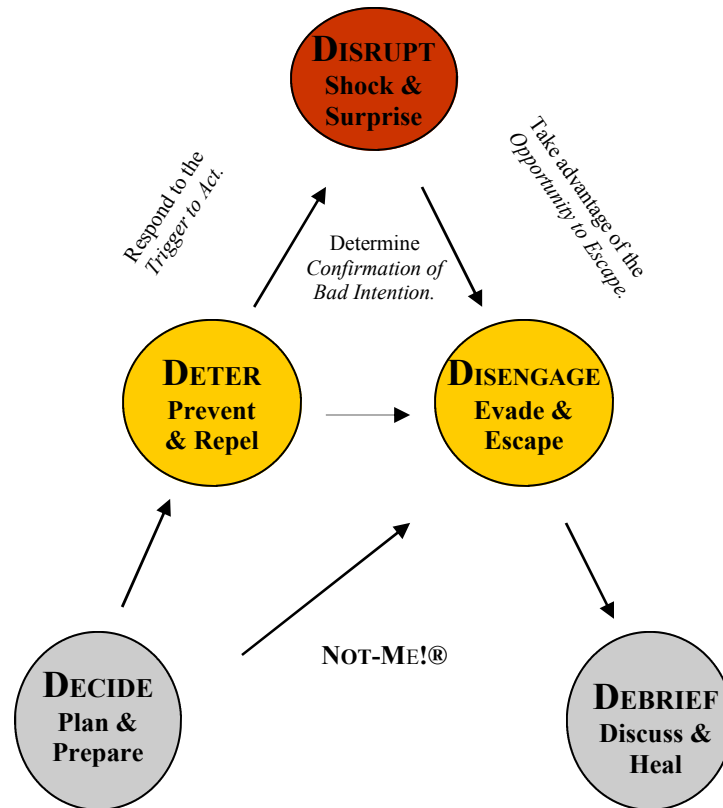 DISRUPT
Shock &
Surprise
Respond to the
Trigger to Act.
Take advantage of the
Opportunity to Escape.
Determine
Confirmation of
Bad Intention.
DETER
Prevent
& Repel
DISENGAGE
Evade &
Escape
NOT-ME!®
DECIDE
Plan &
Prepare
DEBRIEF
Discuss &
Heal